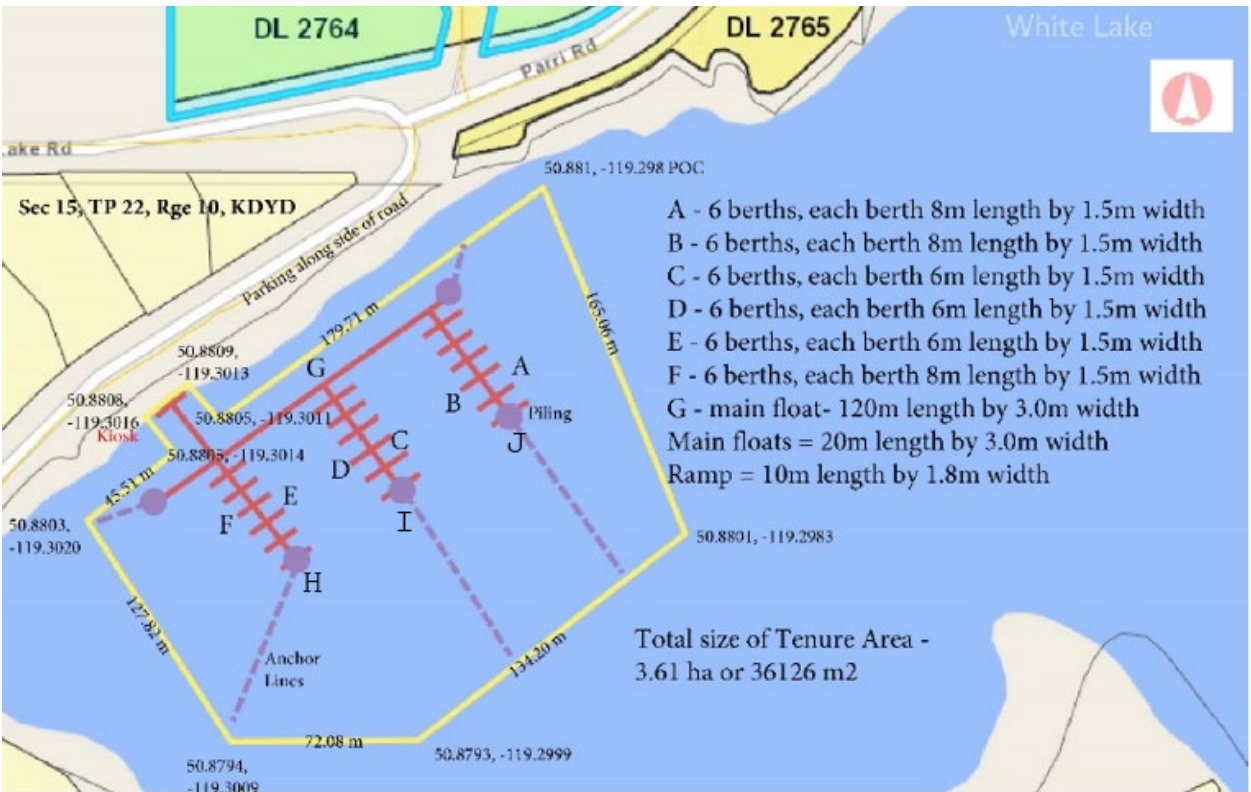 White Lake
DL 2764
DL 2765
Parri Rd
ake Rd
50.881, -119.298 POC
Sec 15, TP 22, Rge 10, KDYD
Parking along side of road
A - 6 berths, each berth 8m length by 1.5m width
B - 6 berths, each berth 8m length by 1.5m width
C - 6 berths, each berth 6m length by 1.5m width
D - 6 berths, each berth 6m length by 1.5m width
E - 6 berths, each berth 6m length by 1.5m width
F - 6 berths, each berth 8m length by 1.5m width
G - main float- 120m length by 3.0m width
Main floats = 20m length by 3.0m width
Ramp = 10m length by 1.8m width
179.71 m
165.06 m
50.8809,
-119.3013
G
A
B
Piling
J
50.8808,
-119.3016
Kiosk
50.8805, -119.3011
50.8805, -119.3014
C
D
I
45.51 m
E
F
H
50.8803,
-119.3020
50.8801, -119.2983
127.82 m
Anchor
Lines
134.20 m
Total size of Tenure Area -
3.61 ha or 36126 m2
72.08 m
50.8793, -119.2999
50.8794,
-119.3009